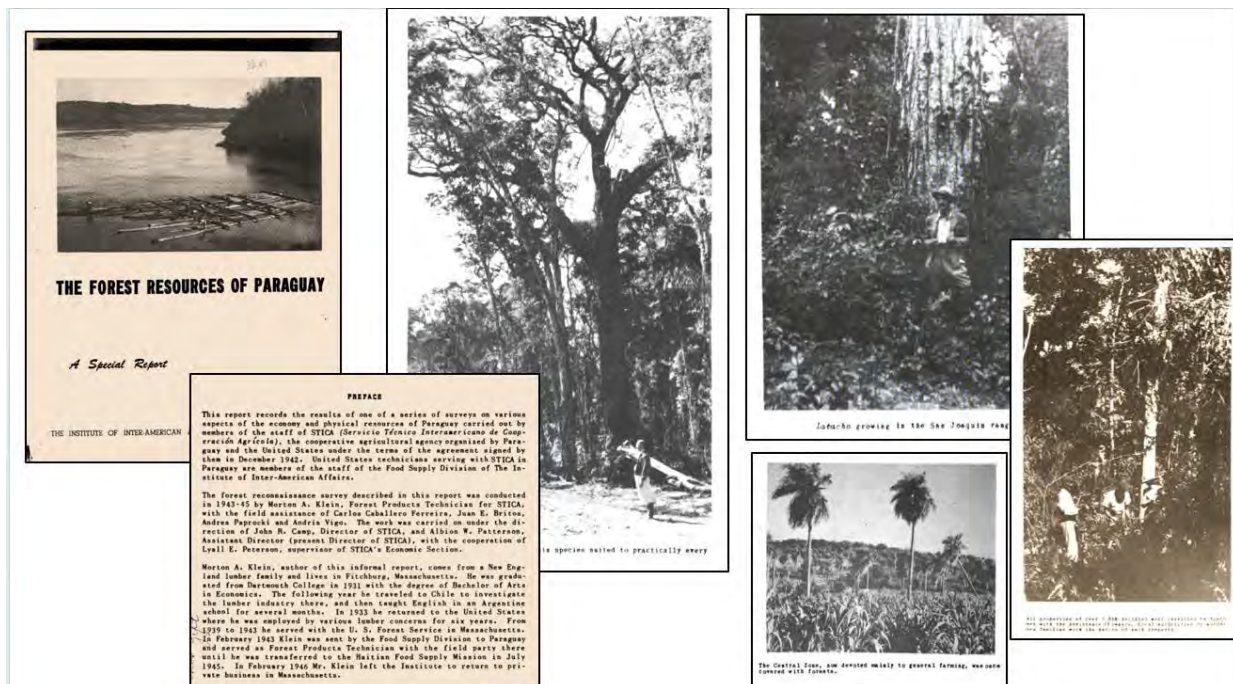 THE FOREST RESOURCES OF PARAGUAY
A Special Report
THE INSTITUTE OF INTER-AMERICAN
PREFACE
This report records the results of one of a series of surveys on various
aspects of the economy and physical resources of Paraguay carried out by
members of the staff of STICA (Servicio Técnico Interamericano de Coop-
eración Agrícola), the cooperative agricultural agency organized by Para-
guay and the United States under the terms of the agreement signed by
them in December 1942. United States technicians serving with STICA in
Paraguay are members of the staff of the Food Supply Division of The In-
stitute of Inter-American Affairs.
The forest reconnaissance survey described in this report was conducted
in 1943-45 by Morton A. Klein, Forest Products Technician for STICA,
with the field assistance of Carlos Caballero Ferreira, Juan E. Britos,
Andres Paprocki and Andris Vigo. The work was carried on under the di-
rection of John R. Camp, Director of STICA, and Albion W. Patterson,
Assistant Director (present Director of STICA), with the cooperation of
Lyall E. Peterson, supervisor of STICA's Economic Section.
Morton A. Klein, author of this informal report, comes from a New Eng-
land lumber family and lives in Fitchburg, Massachusetts. He was gradu-
ated from Dartmouth College in 1931 with the degree of Bachelor of Arts
in Economics. The following year he traveled to Chile to investigate
the lumber industry there, and then taught English in an Argentine
school for several months. In 1933 he returned to the United States
where he was employed by various lumber concerns for six years. From
1939 to 1943 he served with the U. S. Forest Service in Massachusetts.
In February 1943 Klein was sent by the Food Supply Division to Paraguay
and served as Forest Products Technician with the field party there
until he was transferred to the Haitian Food Supply Mission in July
1945. In February 1946 Mr. Klein left the Institute to return to pri-
vate business in Massachusetts.
is species suited to practically every
growing in the San Joaquin
The Central Zone, now devoted mainly to general farming, was once
covered with forests.
All properties of over